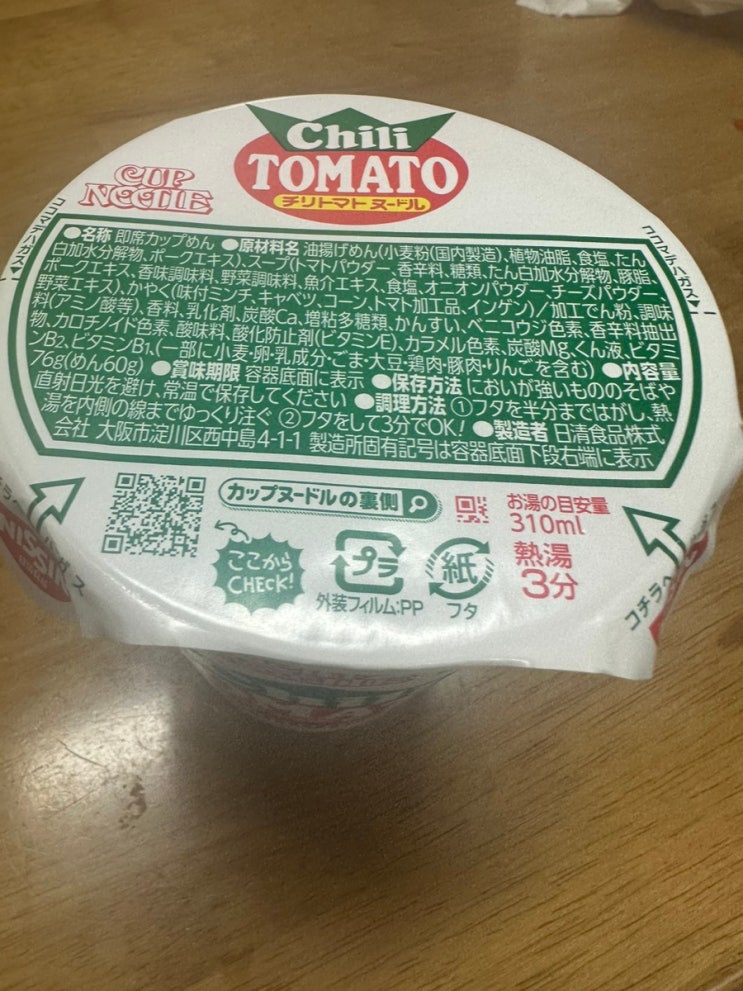 Chili
TOMATO
チリトマトヌードル
CUP
NOODLE
ココマデハガス▼
ココマデハガス▼
●名称 即席カップめん ●原材料名 油揚げめん(小麦粉(国内製造)、植物油脂、食塩、たん
白加水分解物、ポークエキス)、スープ(トマトパウダー、香辛料、糖類、たん白加水分解物、豚脂、
ポークエキス、香味調味料、野菜調味料、魚介エキス、食塩、オニオンパウダー、チーズパウダー、
野菜エキス)、かやく(味付ミンチ、キャベツ、コーン、トマト加工品、インゲン)/加工でん粉、調味
料(アミノ酸等)、香料、乳化剤、炭酸Ca、増粘多糖類、かんすい、ベニコウジ色素、香辛料抽出
物、カロチノイド色素、酸味料、酸化防止剤(ビタミンE)、カラメル色素、炭酸Mg、くん液、ビタミ
ンB2、ビタミンB1、(一部に小麦・卵・乳成分・ごま・大豆・鶏肉・豚肉・りんごを含む) ●内容量
76g(めん60g) ●賞味期限 容器底面に表示 ●保存方法 においが強いもののそばや
直射日光を避け、常温で保存してください ●調理方法 ①フタを半分まではがし、熱
湯を内側の線までゆっくり注ぐ ②フタをして3分でOK! ●製造者 日清食品株式
会社 大阪市淀川区西中島4-1-1 製造所固有記号は容器底面下段右端に表示
カップヌードルの裏側
ここから
CHECK!
プラ
外装フィルム:PP
紙
フタ
お湯の目安量
310ml
熱湯
3分
NISSIN